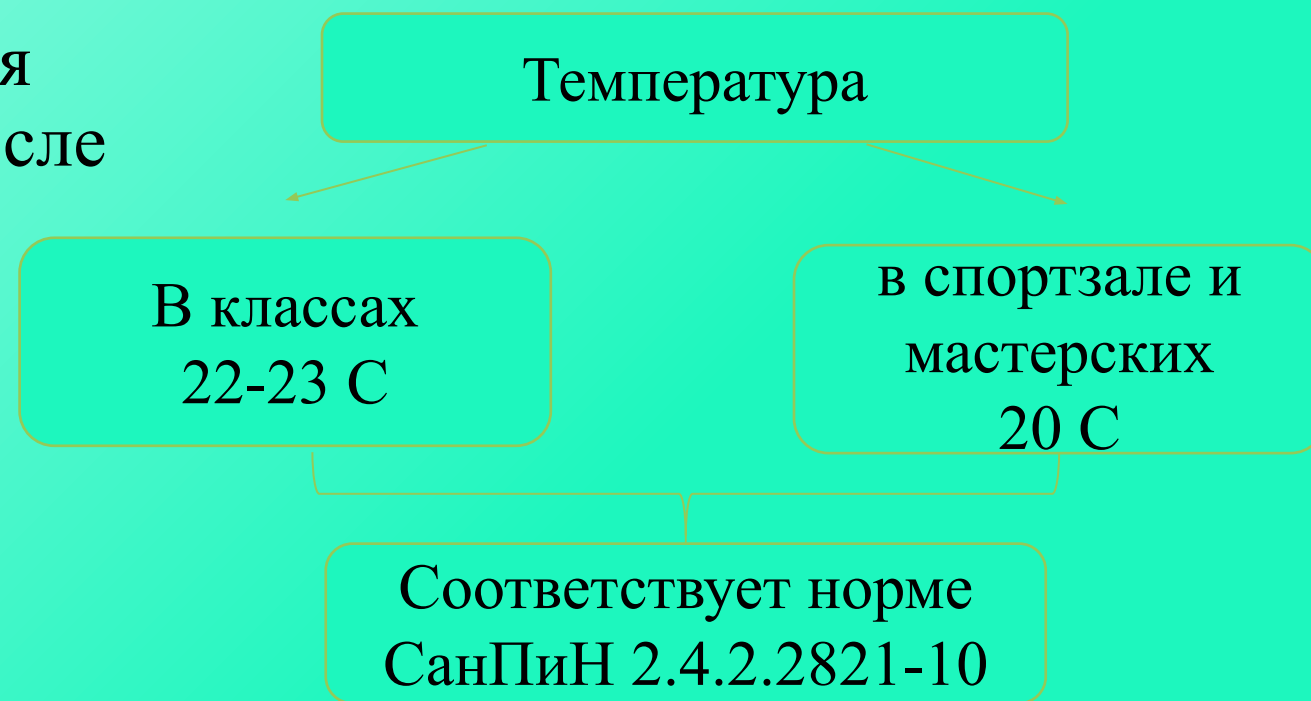 я
сле
Температура
В классах
22-23 С
в спортзале и
мастерских
20 С
Соответствует норме
СанПиН 2.4.2.2821-10